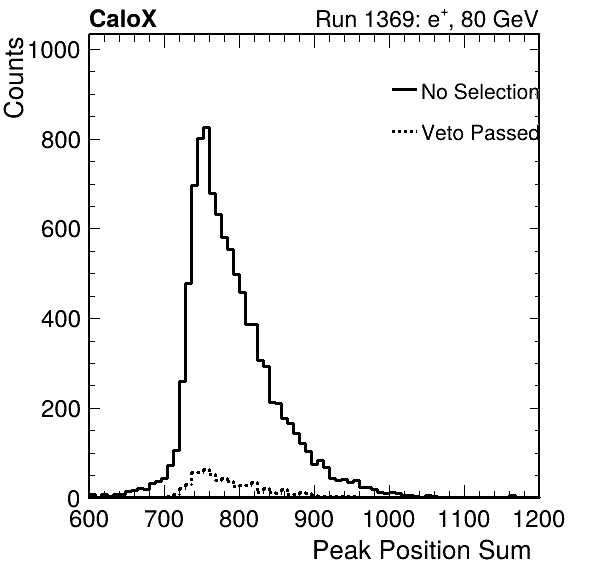 CaloX Run 1369: e⁺, 80 GeV
Counts
1000
800
600
400
200
0
No Selection
Veto Passed
600 700 800 900 1000 1100 1200
Peak Position Sum